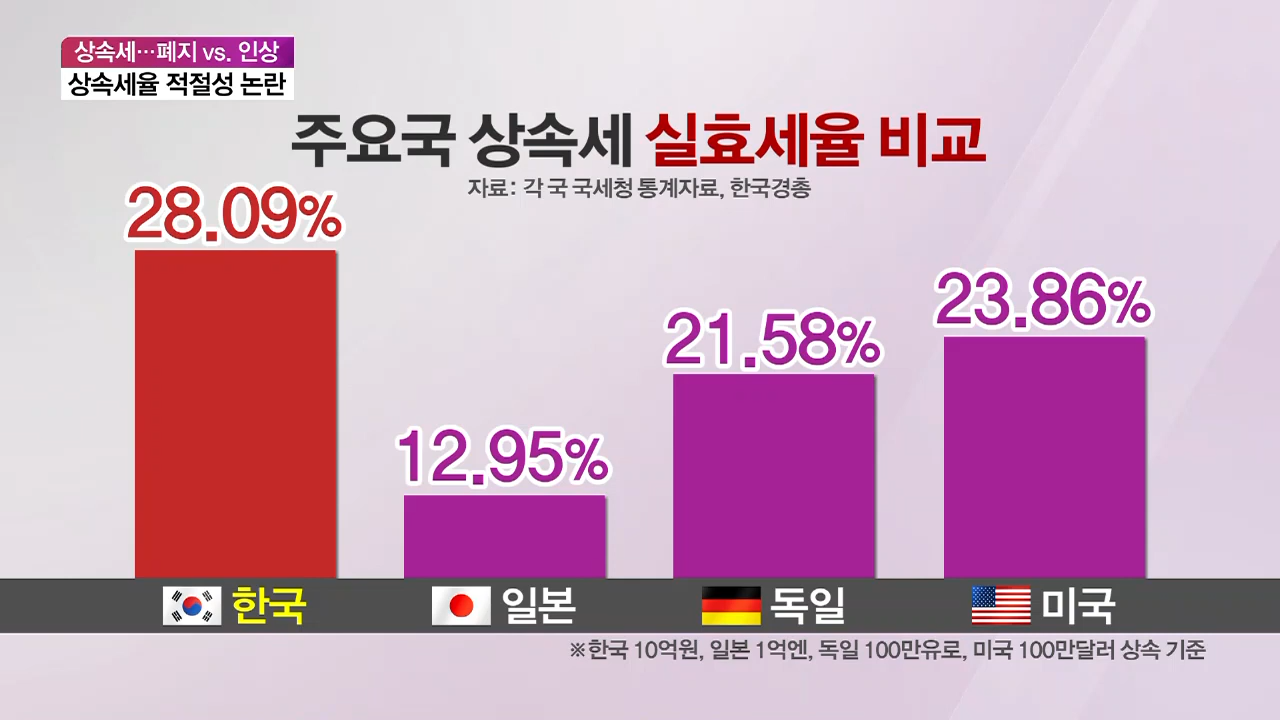 상속세…폐지 vs. 인상
상속세율 적절성 논란
주요국 상속세 실효세율 비교
자료: 각 국 국세청 통계자료, 한국경총
28.09%
12.95%
21.58%
23.86%
한국
일본
독일
미국
※한국 10억원, 일본 1억엔, 독일 100만유로, 미국 100만달러 상속 기준